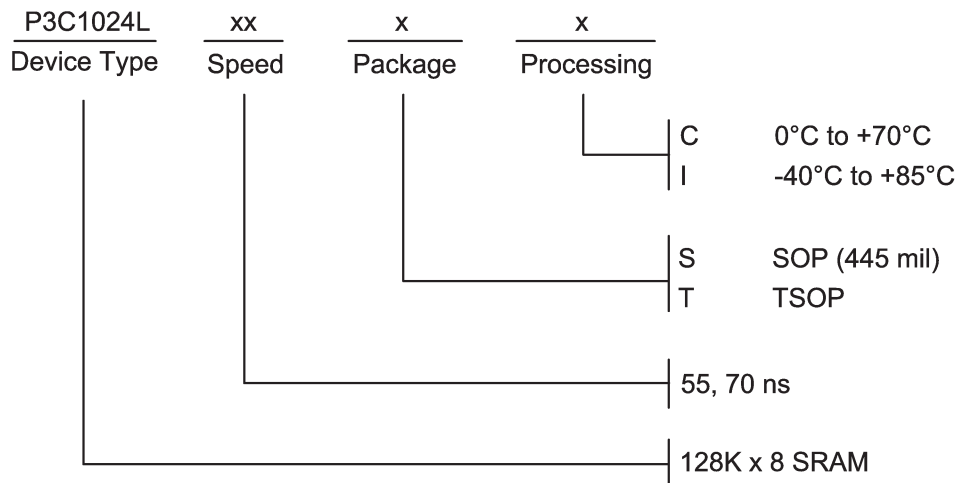 P3C1024L xx x x
Device Type Speed Package Processing
C 0°C to +70°C
I -40°C to +85°C
S SOP (445 mil)
T TSOP
55, 70 ns
128K x 8 SRAM